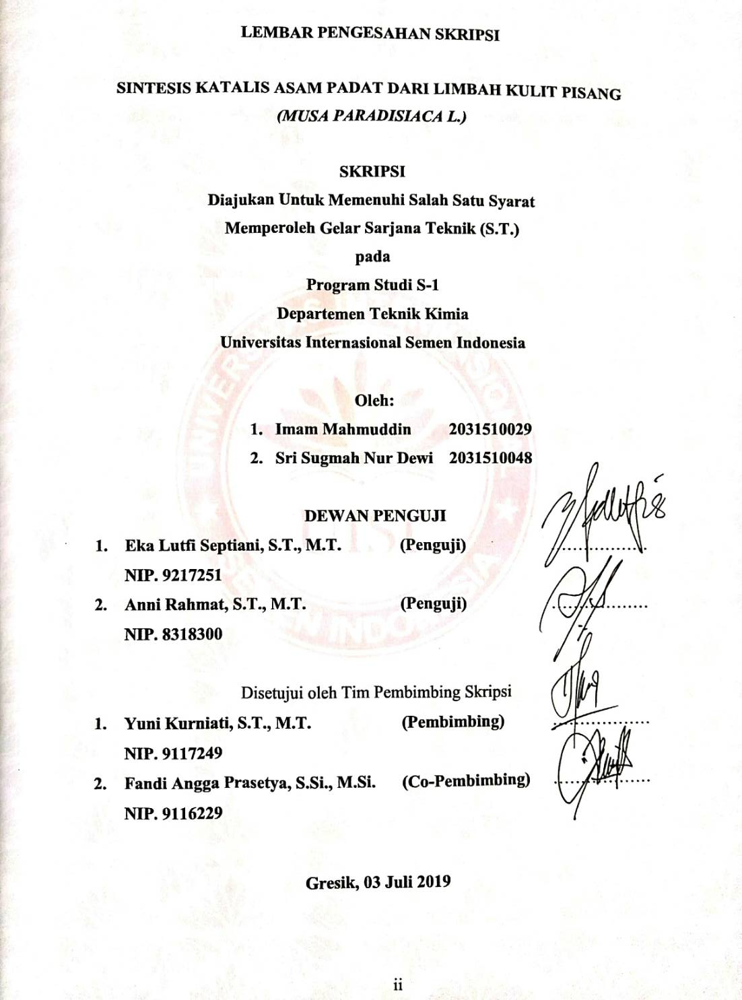 LEMBAR PENGESAHAN SKRIPSI
SINTESIS KATALIS ASAM PADAT DARI LIMBAH KULIT PISANG
(MUSA PARADISIACA L.)
SKRIPSI
Diajukan Untuk Memenuhi Salah Satu Syarat
Memperoleh Gelar Sarjana Teknik (S.T.)
pada
Program Studi S-1
Departemen Teknik Kimia
Universitas Internasional Semen Indonesia
Oleh:
1. Imam Mahmuddin 2031510029
2. Sri Sugmah Nur Dewi 2031510048
DEWAN PENGUJI
1. Eka Lutfi Septiani, S.T., M.T. (Penguji) ....................
NIP. 9217251
2. Anni Rahmat, S.T., M.T. (Penguji) ....................
NIP. 8318300
Disetujui oleh Tim Pembimbing Skripsi
1. Yuni Kurniati, S.T., M.T. (Pembimbing) ....................
NIP. 9117249
2. Fandi Angga Prasetya, S.Si., M.Si. (Co-Pembimbing) ....................
NIP. 9116229
Gresik, 03 Juli 2019
ii